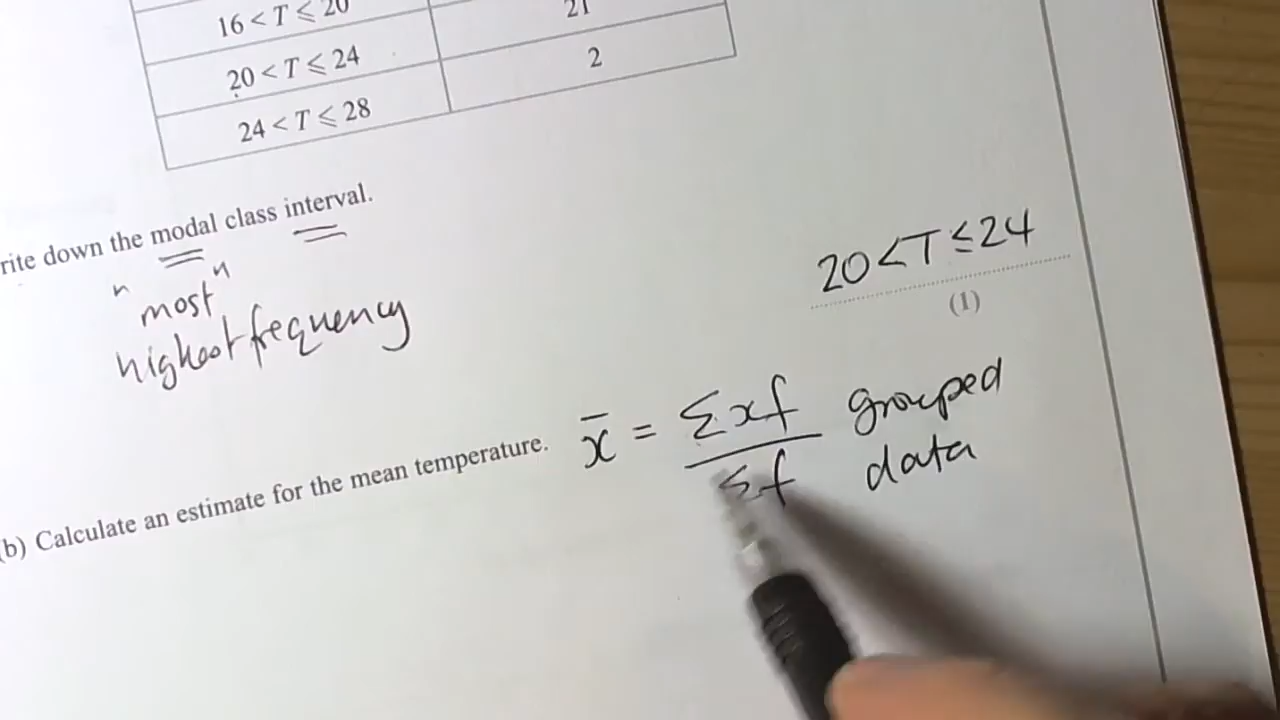 16 < T ⩽ 20
21
20 < T ⩽ 24
2
24 < T ⩽ 28
rite down the modal class interval.
" most "
highest frequency
20 < T ≤ 24
(1)
(b) Calculate an estimate for the mean temperature.
x̄ = Σxf / Σf grouped
data